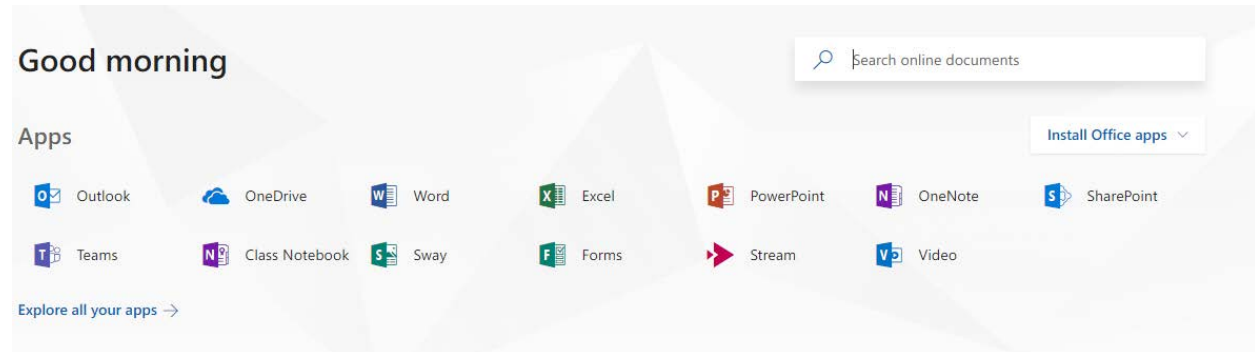 Good morning
Search online documents
Apps
Install Office apps
Outlook OneDrive Word Excel PowerPoint OneNote SharePoint
Teams Class Notebook Sway Forms Stream Video
Explore all your apps →